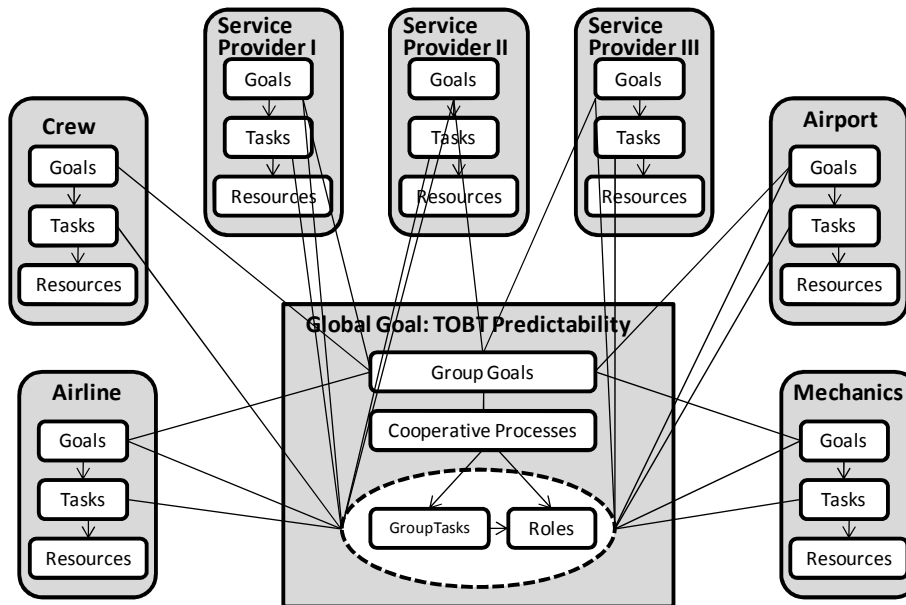 Service
Provider I
Goals
Tasks
Resources
Service
Provider II
Goals
Tasks
Resources
Service
Provider III
Goals
Tasks
Resources
Crew
Goals
Tasks
Resources
Airport
Goals
Tasks
Resources
Global Goal: TOBT Predictability
Group Goals
Cooperative Processes
GroupTasks
Roles
Airline
Goals
Tasks
Resources
Mechanics
Goals
Tasks
Resources